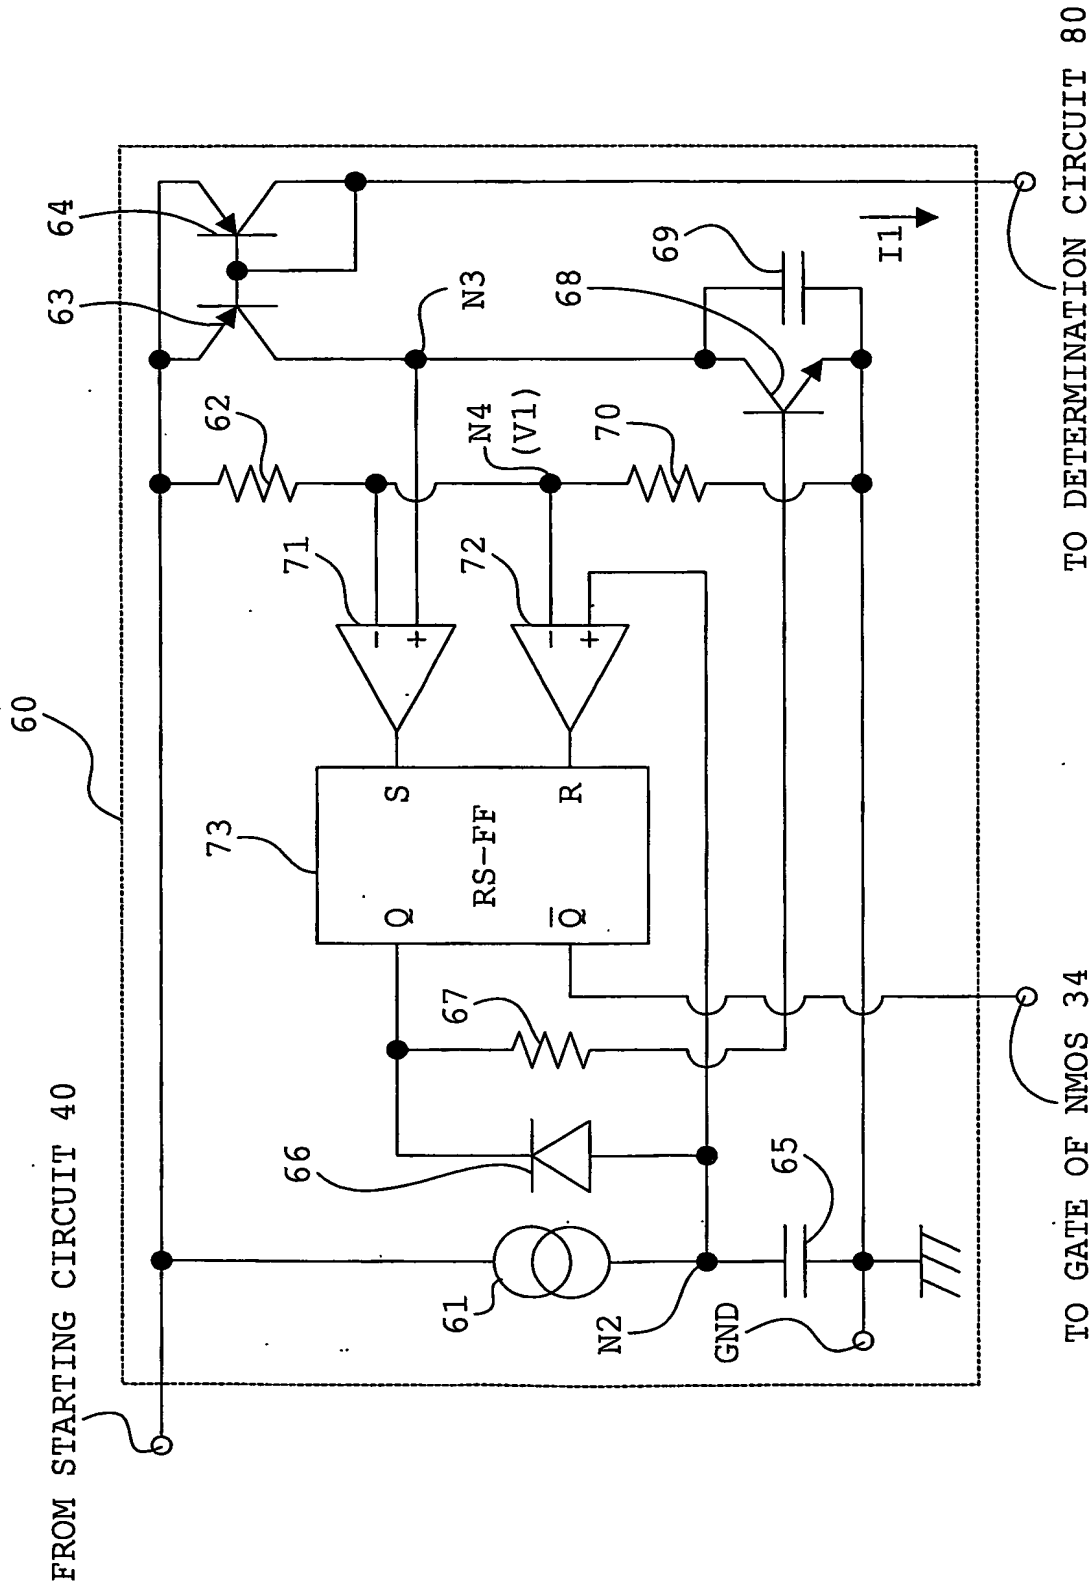 60
FROM STARTING CIRCUIT 40
63
64
62
71
N3
73
Q
S
-
+
N4
(V1)
72
66
67
RS-FF
Q̅
R
-
+
70
68
69
61
N2
65
GND
I1
TO GATE OF NMOS 34
TO DETERMINATION CIRCUIT 80